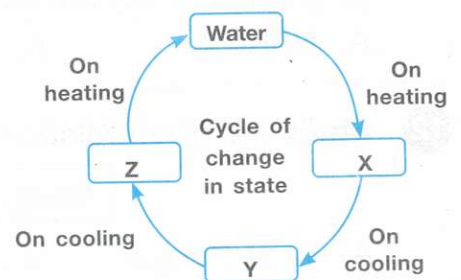 Water
On
heating
On
heating
Cycle of
change
in state
Z
X
On cooling
On
cooling
Y